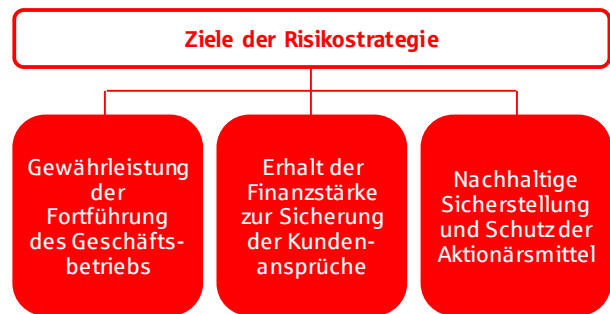 Ziele der Risikostrategie
Gewährleistung
der
Fortführung
des Geschäfts-
betriebs
Erhalt der
Finanzstärke
zur Sicherung
der Kunden-
ansprüche
Nachhaltige
Sicherstellung
und Schutz der
Aktionärsmittel